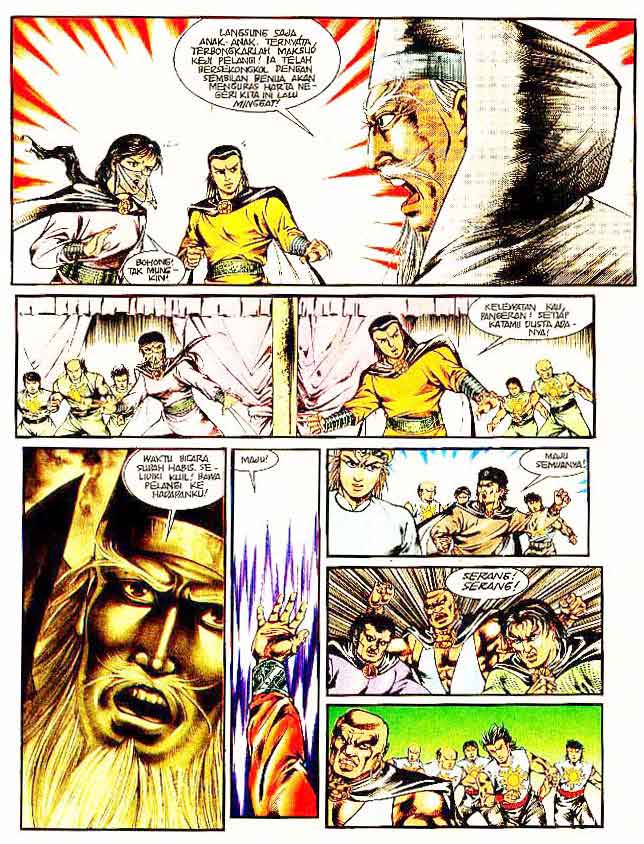 LANGSUNG SAJA,
ANAK-ANAK. TERNYATA,
TERBONGKARLAH MAKSUD
KEJI PELANGI! IA TELAH
BERSEKONGKOL DENGAN
SEMBILAN BENUA AKAN
MENGURAS HARTA NE-
GERI KITA INI LALU
MINGGAT!
BOHONG!
TAK MUNG-
KIN!
KELEWATAN KAU,
PANGERAN! SETIAP
KATAMU DUSTA ADA-
NYA!
WAKTU BICARA
SUDAH HABIS. SE-
LIDIKI KUIL! BAWA
PELANGI KE
HADAPANKU!
MAJU!
MAJU
SEMUANYA!
SERANG!
SERANG!